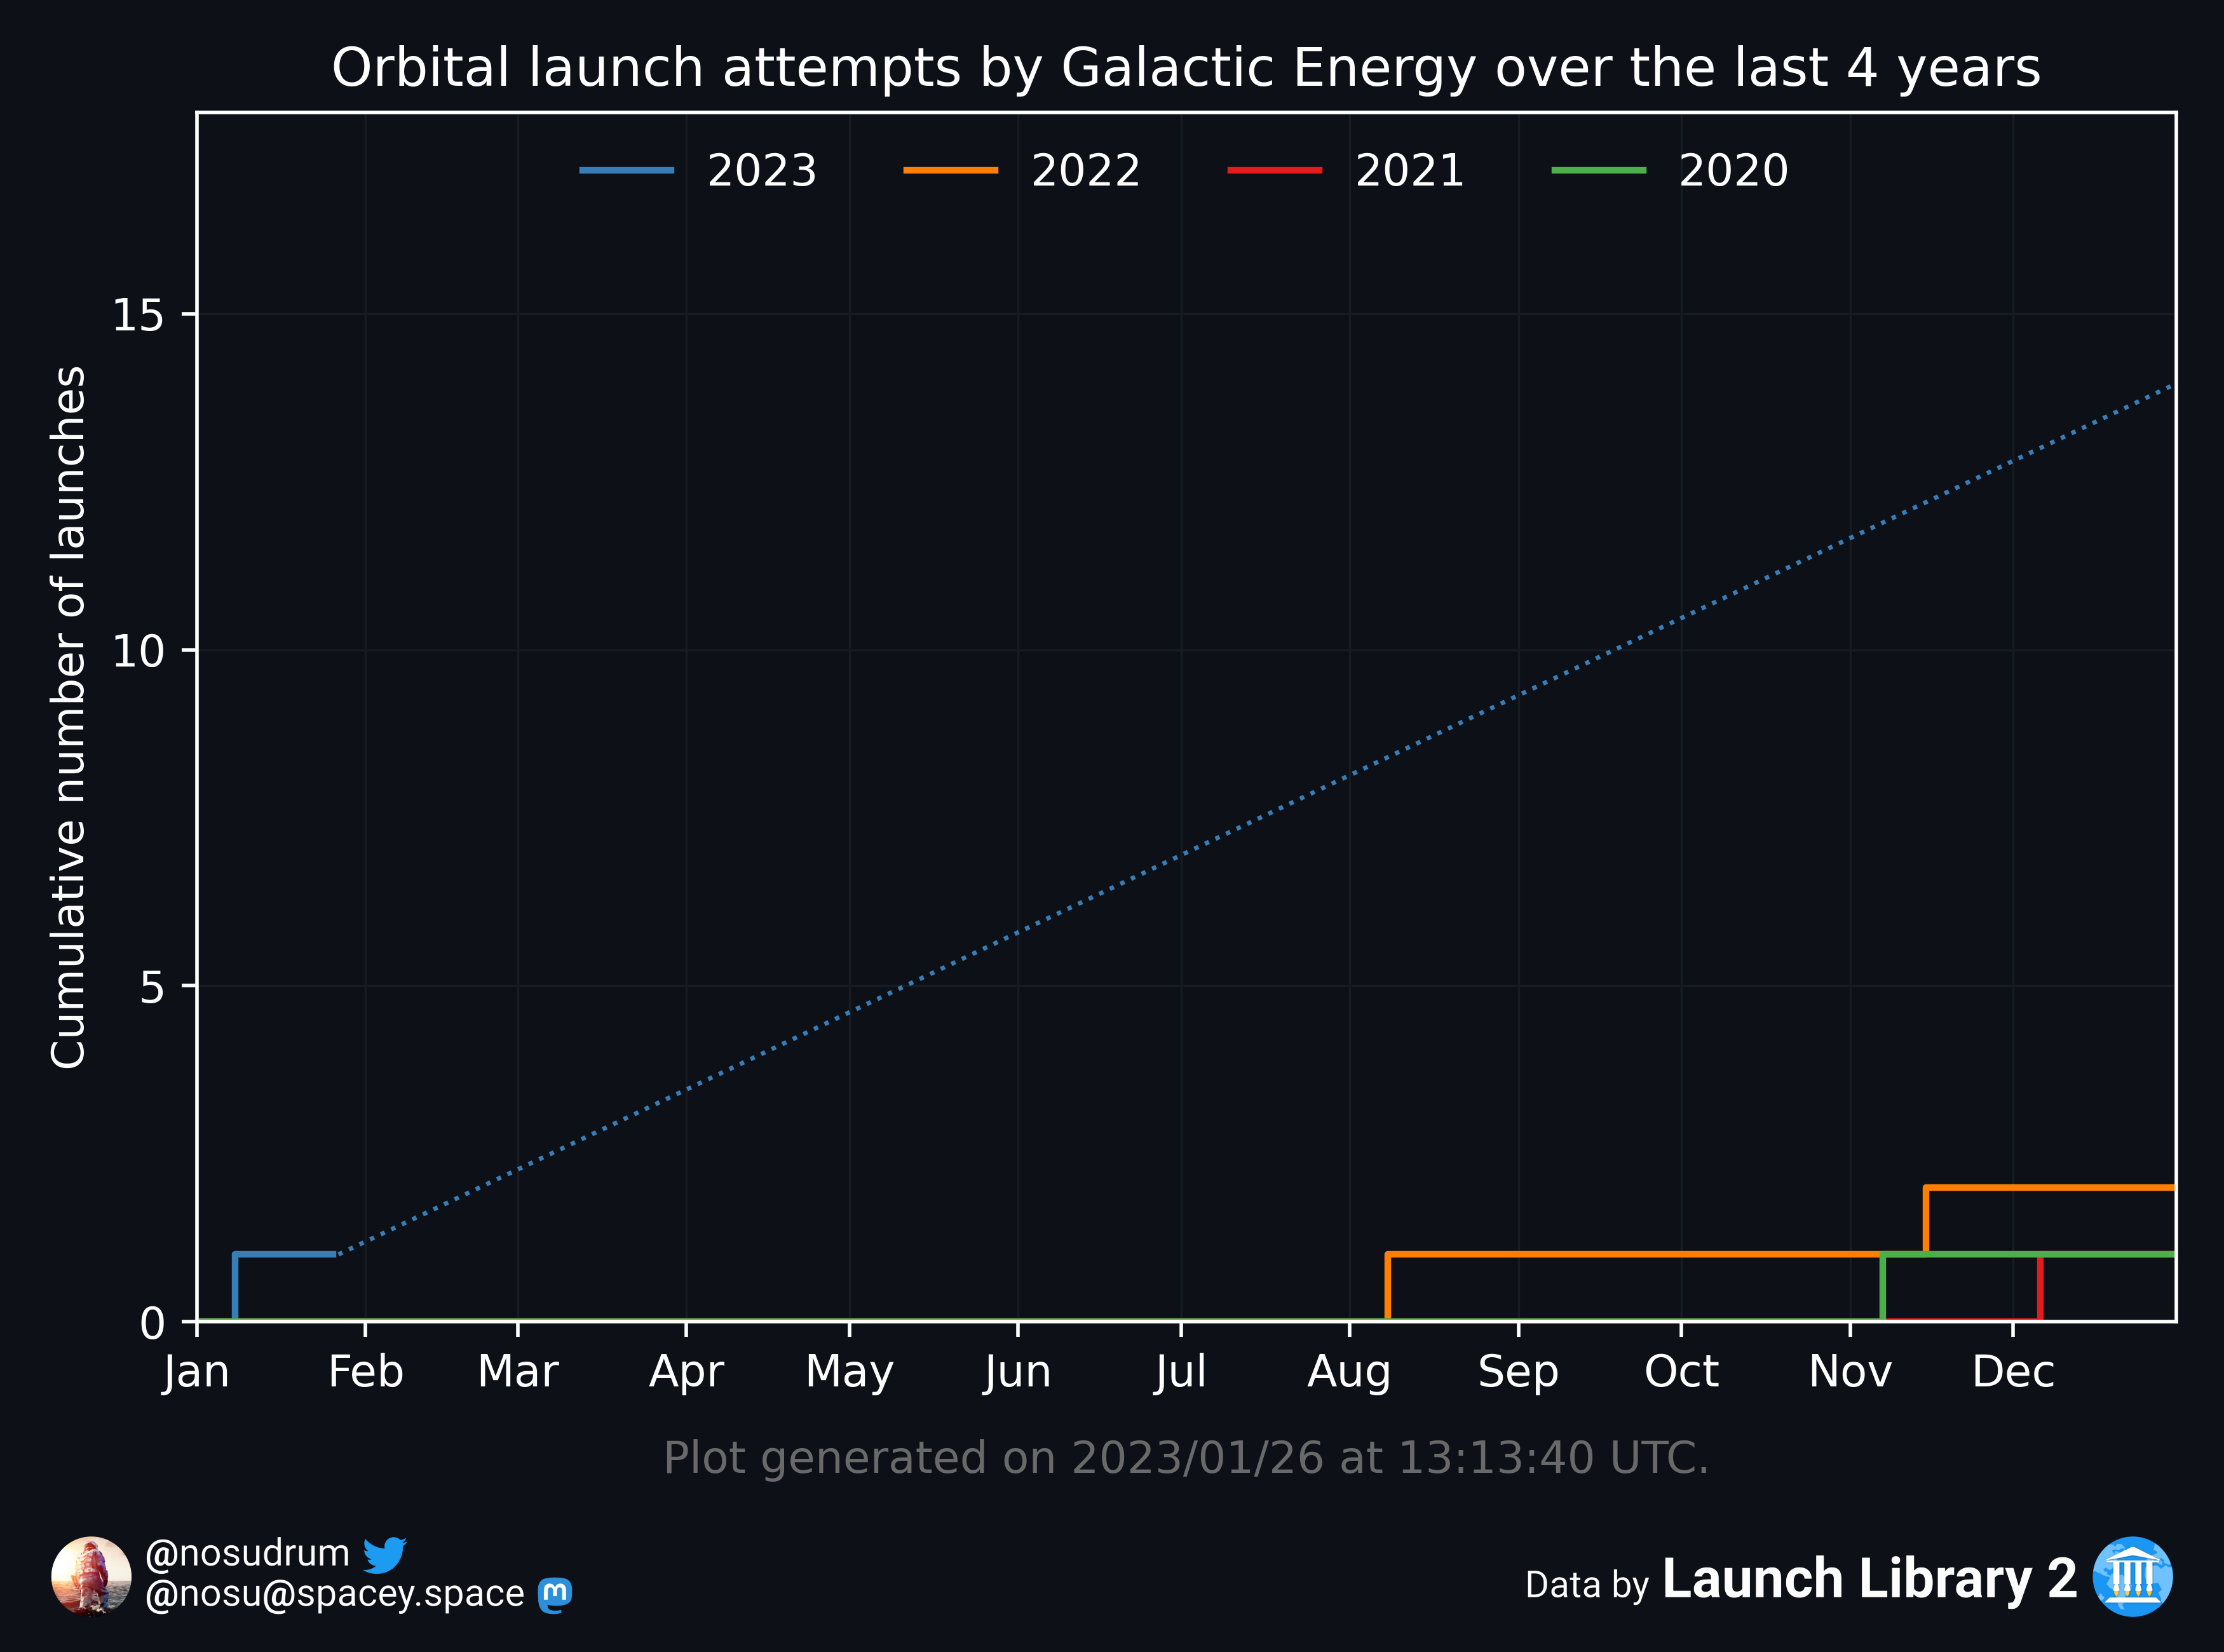 Orbital launch attempts by Galactic Energy over the last 4 years
2023 2022 2021 2020
Cumulative number of launches
15
10
5
0
Jan Feb Mar Apr May Jun Jul Aug Sep Oct Nov Dec
Plot generated on 2023/01/26 at 13:13:40 UTC.
@nosudrum
@nosu@spacey.space
Data by Launch Library 2